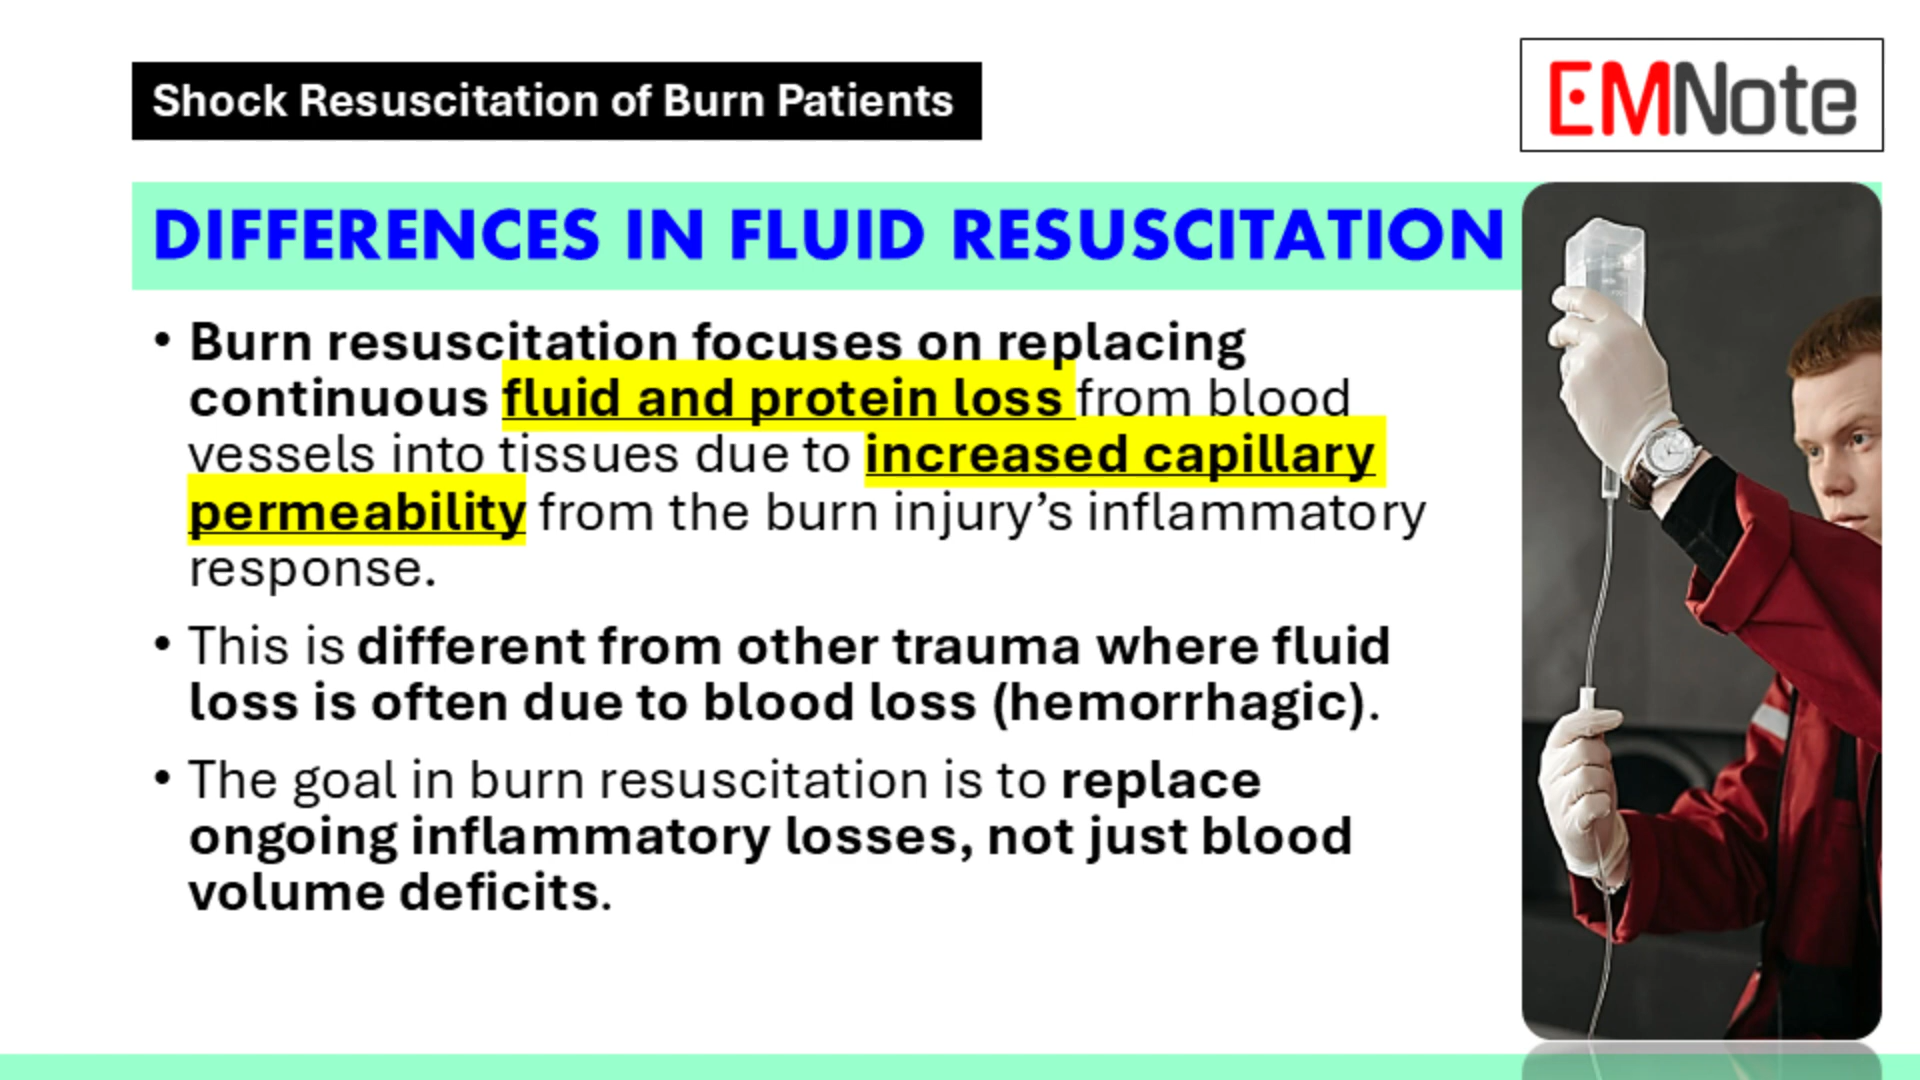 Shock Resuscitation of Burn Patients
EMNote
DIFFERENCES IN FLUID RESUSCITATION
• Burn resuscitation focuses on replacing
continuous fluid and protein loss from blood
vessels into tissues due to increased capillary
permeability from the burn injury’s inflammatory
response.
• This is different from other trauma where fluid
loss is often due to blood loss (hemorrhagic).
• The goal in burn resuscitation is to replace
ongoing inflammatory losses, not just blood
volume deficits.